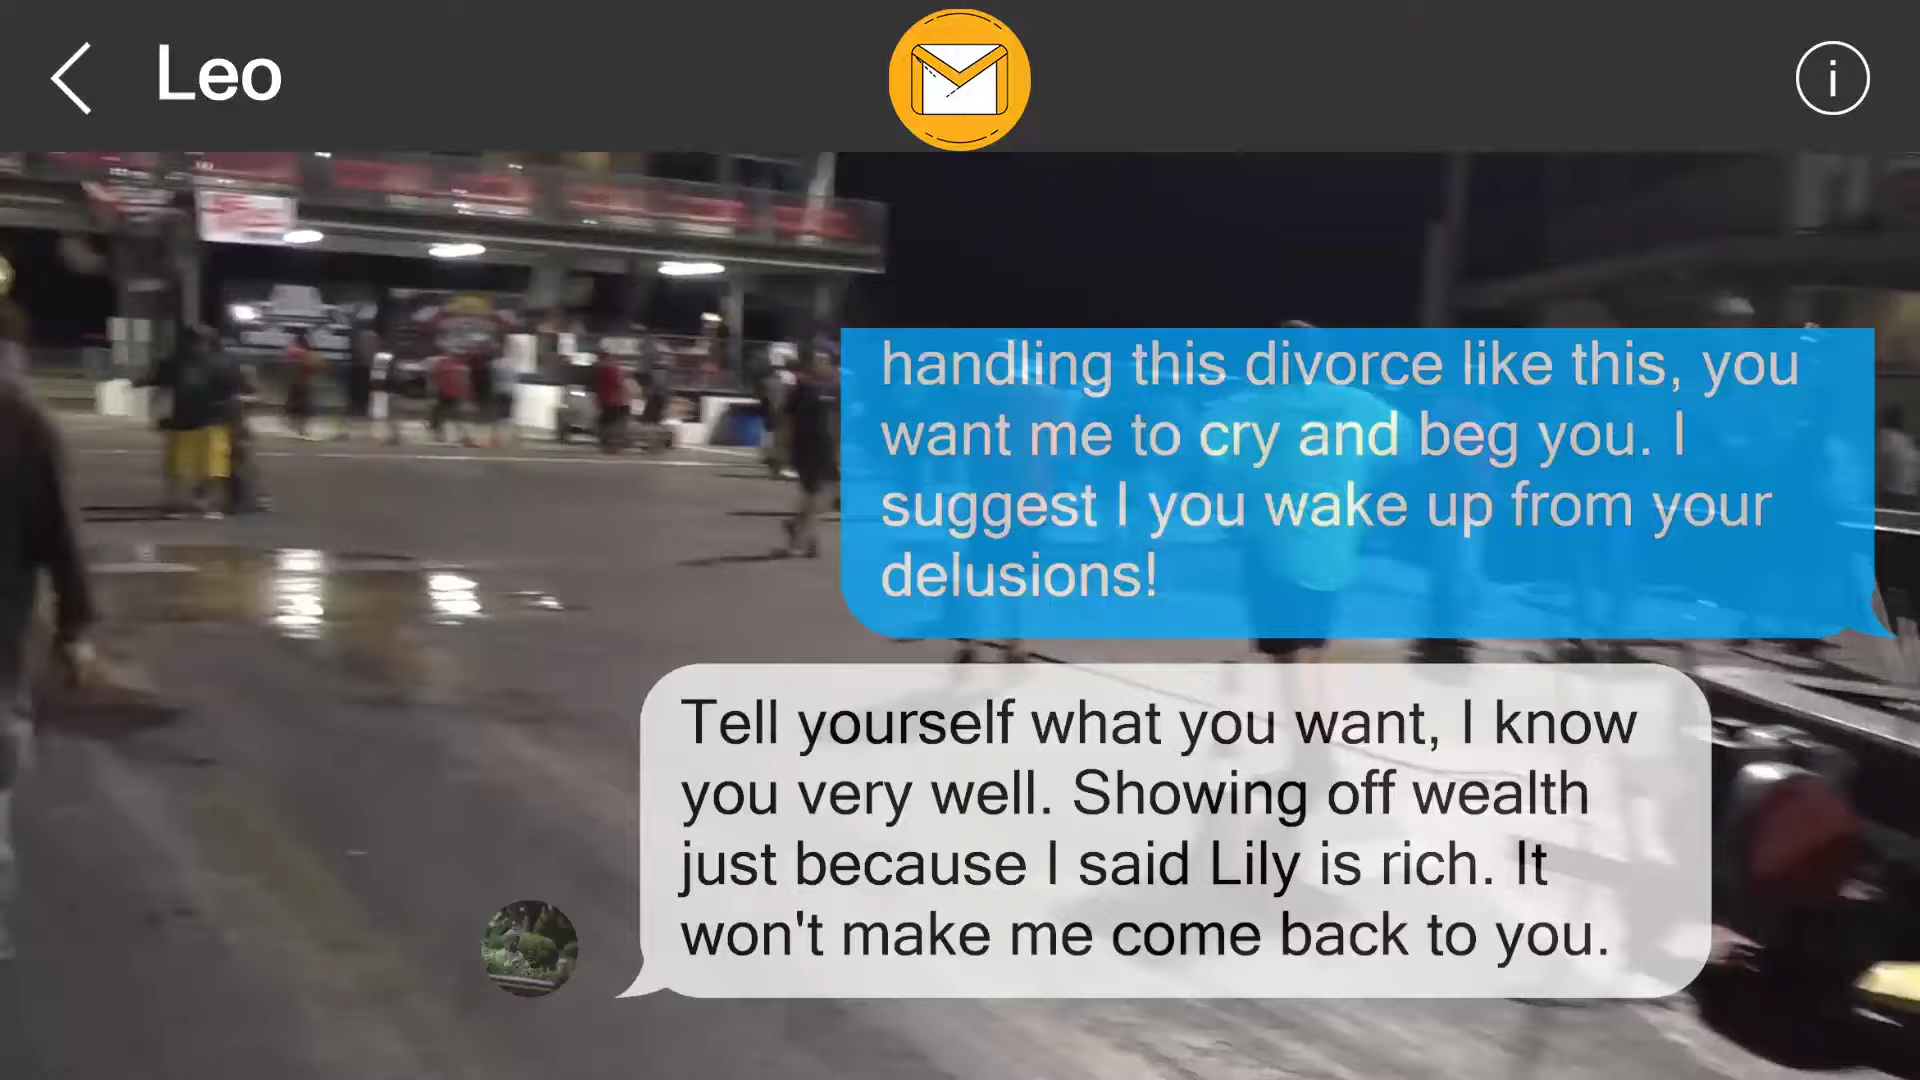 Leo
handling this divorce like this, you
want me to cry and beg you. I
suggest I you wake up from your
delusions!
Tell yourself what you want, I know
you very well. Showing off wealth
just because I said Lily is rich. It
won't make me come back to you.